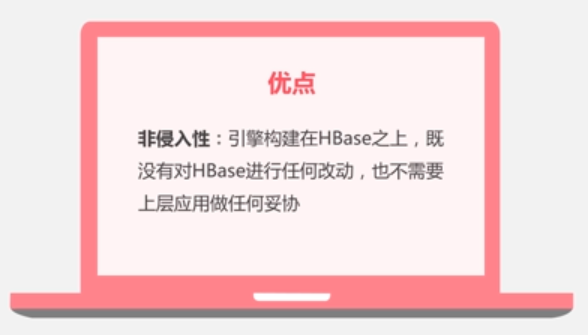 优点
非侵入性：引擎构建在HBase之上，既
没有对HBase进行任何改动，也不需要
上层应用做任何妥协